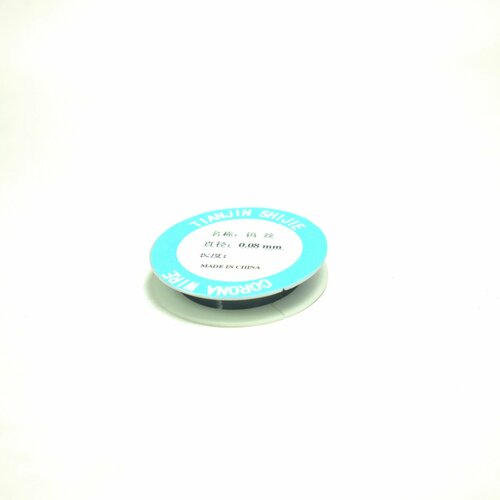 TIANJIN SHIJIE
名称: 钨 丝
直径: 0.08 mm
长度:
MADE IN CHINA
CORONA WIRE